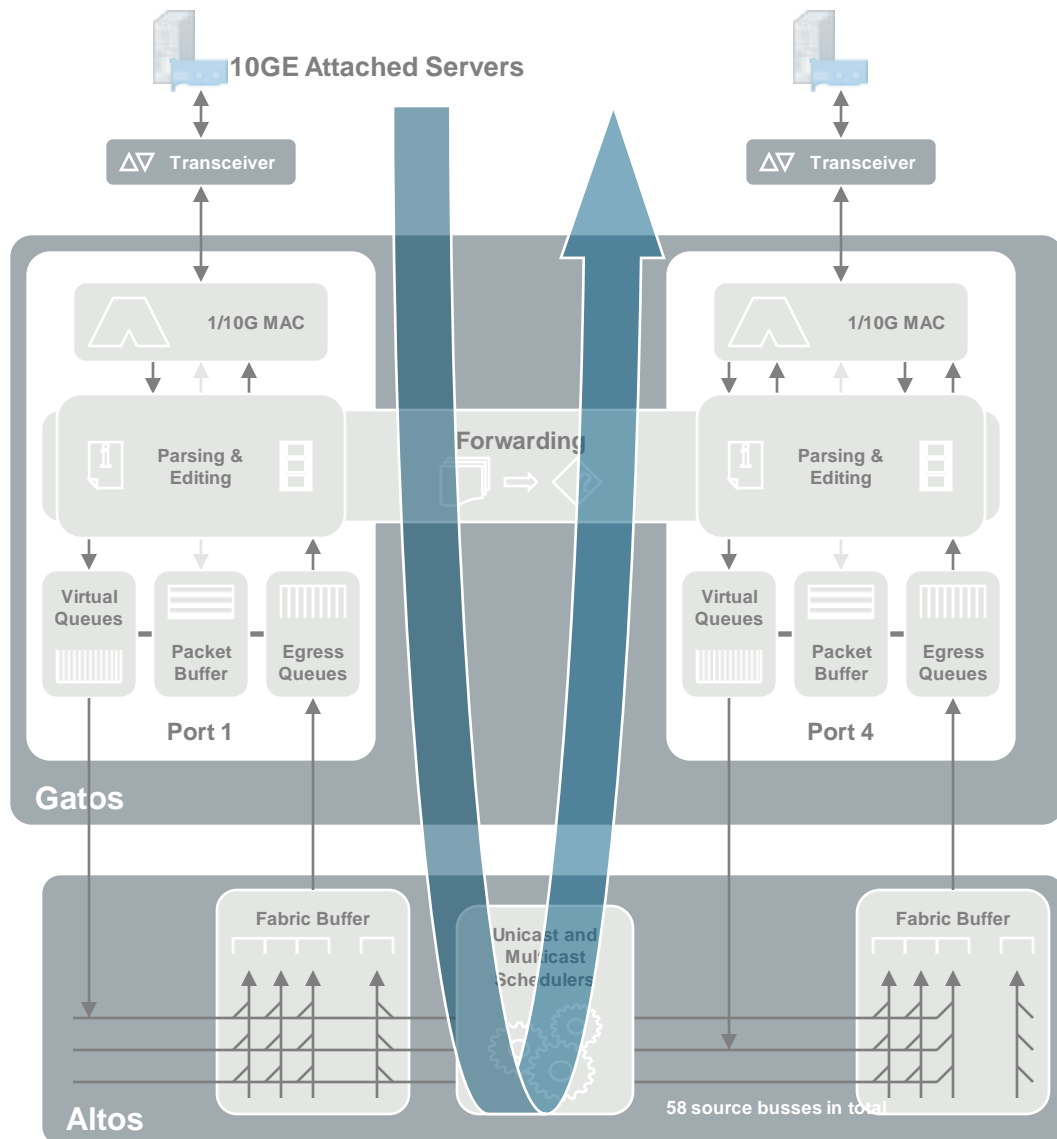 10GE Attached Servers
Transceiver
Transceiver
1/10G MAC
1/10G MAC
Forwarding
Parsing &
Editing
Parsing &
Editing
Virtual
Queues
Packet
Buffer
Egress
Queues
Virtual
Queues
Packet
Buffer
Egress
Queues
Port 1
Port 4
Gatos
Fabric Buffer
Unicast and
Multicast
Schedulers
Fabric Buffer
58 source busses in total
Altos